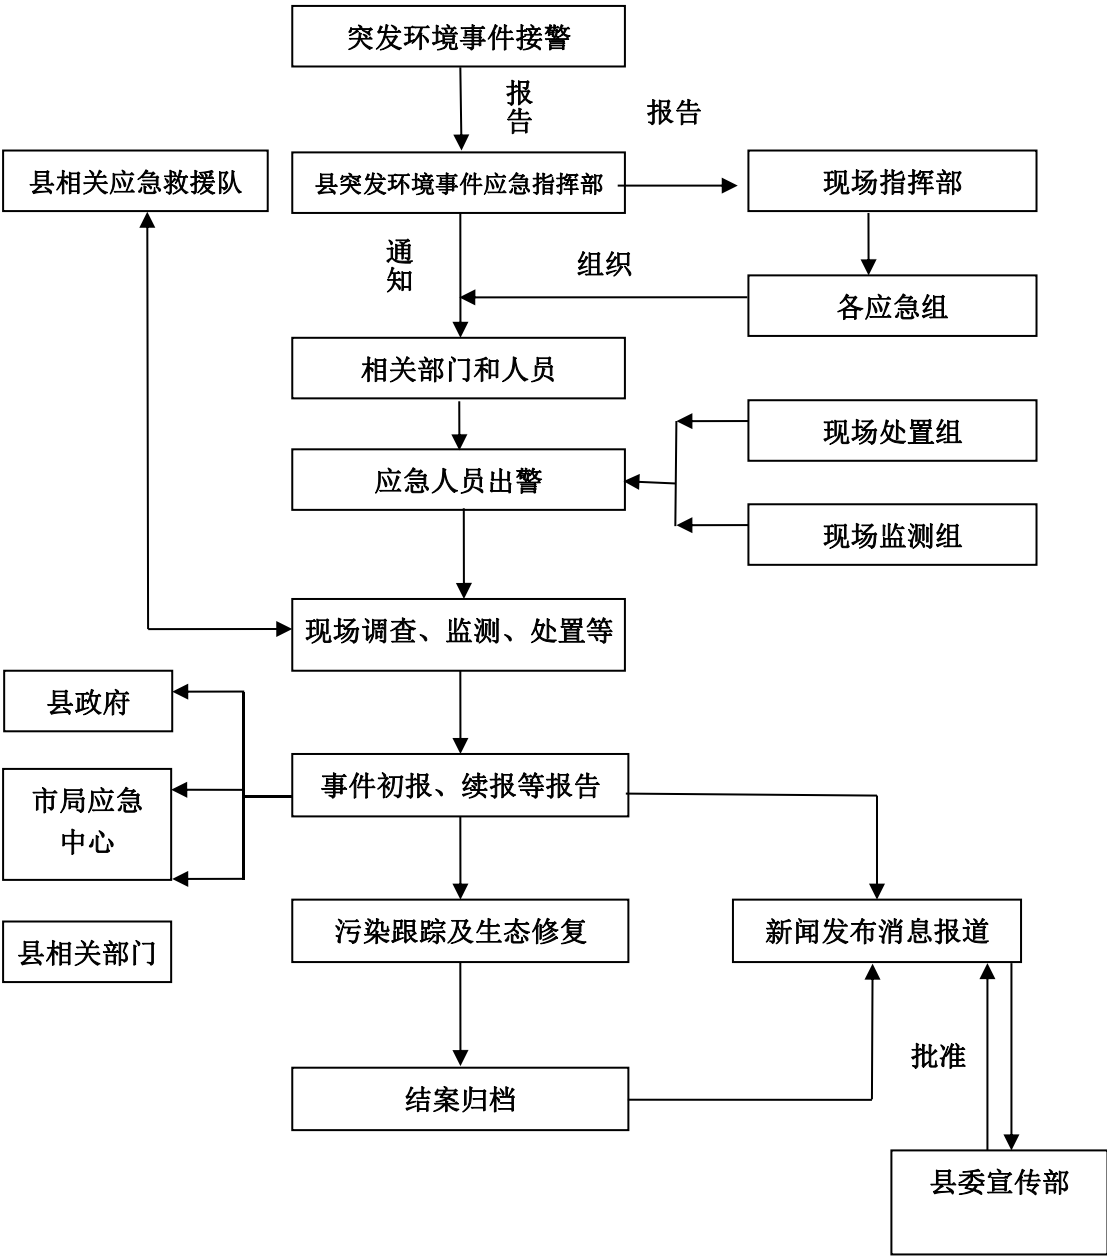 突发环境事件接警
报
告
报告
县相关应急救援队
县突发环境事件应急指挥部
现场指挥部
通
知
组织
各应急组
相关部门和人员
现场处置组
应急人员出警
现场监测组
现场调查、监测、处置等
县政府
事件初报、续报等报告
市局应急
中心
污染跟踪及生态修复
新闻发布消息报道
县相关部门
批准
结案归档
县委宣传部